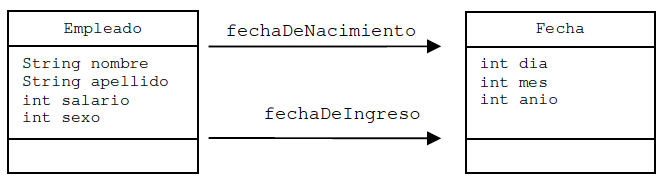 Empleado
String nombre
String apellido
int salario
int sexo
fechaDeNacimiento
fechaDeIngreso
Fecha
int dia
int mes
int anio